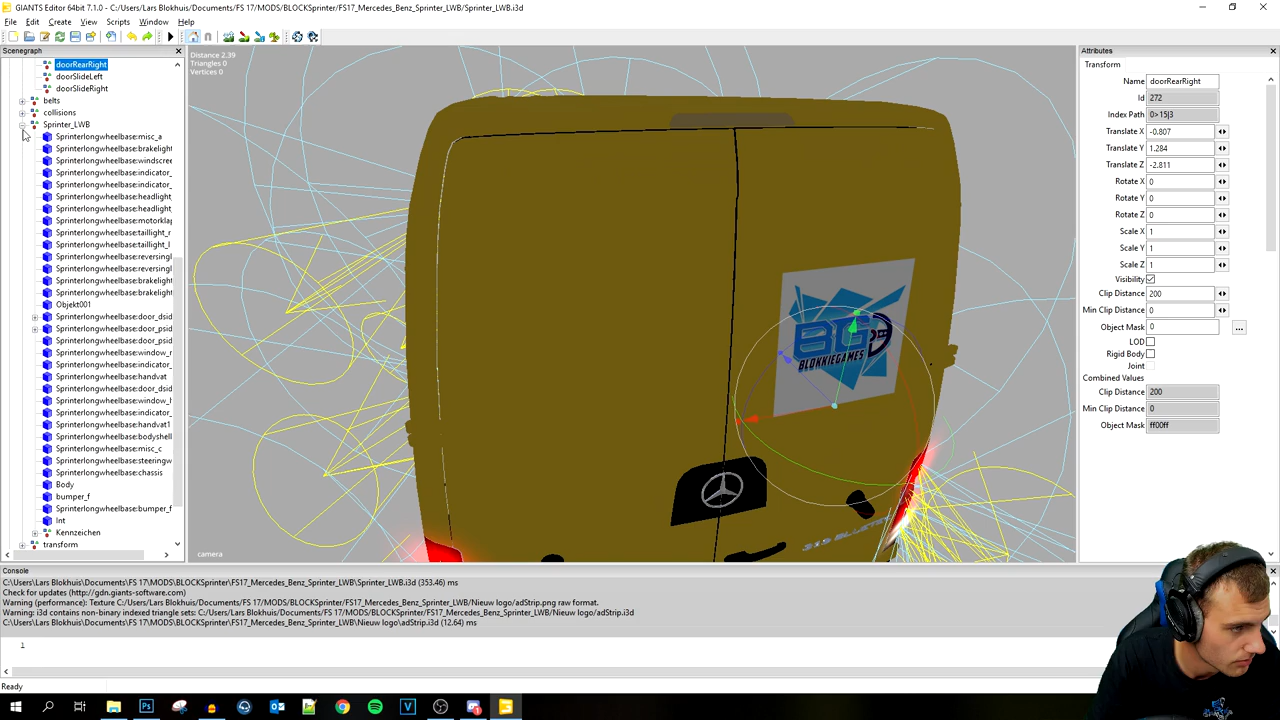 GIANTS Editor 64bit 7.1.0 - C:/Users/Lars Blokhuis/Documents/FS 17/MODS/BLOCKSprinter/FS17_Mercedes_Benz_Sprinter_LWB/Sprinter_LWB.i3d
File Edit Create View Scripts Window Help
Scenegraph
doorRearRight
doorSlideLeft
doorSlideRight
belts
collisions
Sprinter_LWB
Sprinterlongwheelbase:misc_a
Sprinterlongwheelbase:brakelight
Sprinterlongwheelbase:windscree
Sprinterlongwheelbase:indicator_
Sprinterlongwheelbase:indicator_
Sprinterlongwheelbase:headlight
Sprinterlongwheelbase:headlight
Sprinterlongwheelbase:motorklap
Sprinterlongwheelbase:taillight_r
Sprinterlongwheelbase:taillight_l
Sprinterlongwheelbase:reversingl
Sprinterlongwheelbase:reversingl
Sprinterlongwheelbase:brakelight
Sprinterlongwheelbase:brakelight
Objekt001
Sprinterlongwheelbase:door_dsid
Sprinterlongwheelbase:door_psid
Sprinterlongwheelbase:door_psid
Sprinterlongwheelbase:window_r
Sprinterlongwheelbase:indicator_
Sprinterlongwheelbase:handvat
Sprinterlongwheelbase:door_dsid
Sprinterlongwheelbase:window_h
Sprinterlongwheelbase:indicator_
Sprinterlongwheelbase:handvat1
Sprinterlongwheelbase:bodyshell
Sprinterlongwheelbase:misc_c
Sprinterlongwheelbase:steeringw
Sprinterlongwheelbase:chassis
Body
bumper_f
Sprinterlongwheelbase:bumper_f
Int
Kennzeichen
transform
Distance 2.39
Triangles 0
Vertices 0
BG
BLOKKIEGAMES
camera
Attributes
Transform
Name doorRearRight
Id 272
Index Path 0>15|3
Translate X -0.807
Translate Y 1.284
Translate Z -2.811
Rotate X 0
Rotate Y 0
Rotate Z 0
Scale X 1
Scale Y 1
Scale Z 1
Visibility
Clip Distance 200
Min Clip Distance 0
Object Mask 0 ...
LOD
Rigid Body
Joint
Combined Values
Clip Distance 200
Min Clip Distance 0
Object Mask ff00ff
Console
C:\Users\Lars Blokhuis\Documents\FS 17\MODS\BLOCKSprinter\FS17_Mercedes_Benz_Sprinter_LWB\Sprinter_LWB.i3d (353.46) ms
Check for updates (http://gdn.giants-software.com)
Warning (performance): Texture C:/Users/Lars Blokhuis/Documents/FS 17/MODS/BLOCKSprinter/FS17_Mercedes_Benz_Sprinter_LWB/Nieuw logo/adStrip.png raw format.
Warning: i3d contains non-binary indexed triangle sets: C:/Users/Lars Blokhuis/Documents/FS 17/MODS/BLOCKSprinter/FS17_Mercedes_Benz_Sprinter_LWB/Nieuw logo/adStrip.i3d
C:\Users\Lars Blokhuis\Documents\FS 17\MODS\BLOCKSprinter\FS17_Mercedes_Benz_Sprinter_LWB\Nieuw logo\adStrip.i3d (12.64) ms
1
Ready